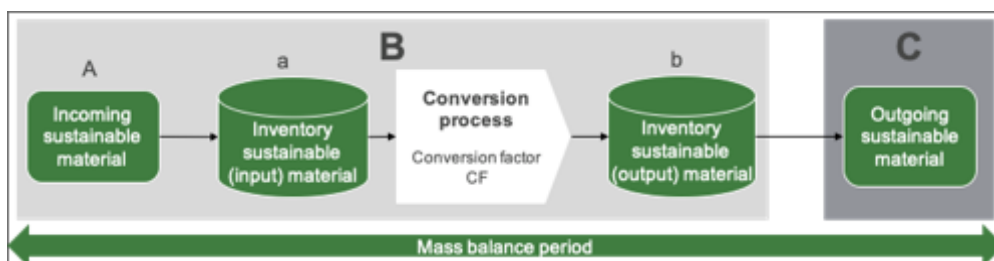 B
C
A
a
b
Incoming
sustainable
material
Inventory
sustainable
(input) material
Conversion
process
Conversion factor
CF
Inventory
sustainable
(output) material
Outgoing
sustainable
material
Mass balance period